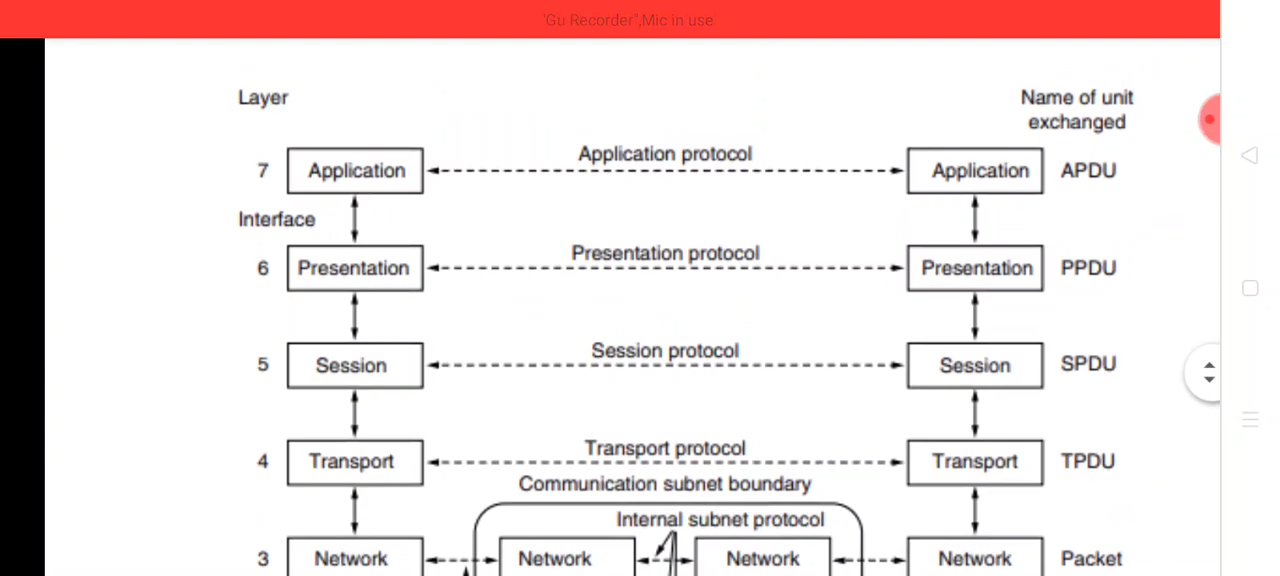 "Gu Recorder",Mic in use
Layer
Name of unit
exchanged
7 Application Application protocol Application APDU
Interface
6 Presentation Presentation protocol Presentation PPDU
5 Session Session protocol Session SPDU
4 Transport Transport protocol Transport TPDU
Communication subnet boundary
Internal subnet protocol
3 Network Network Network Network Packet